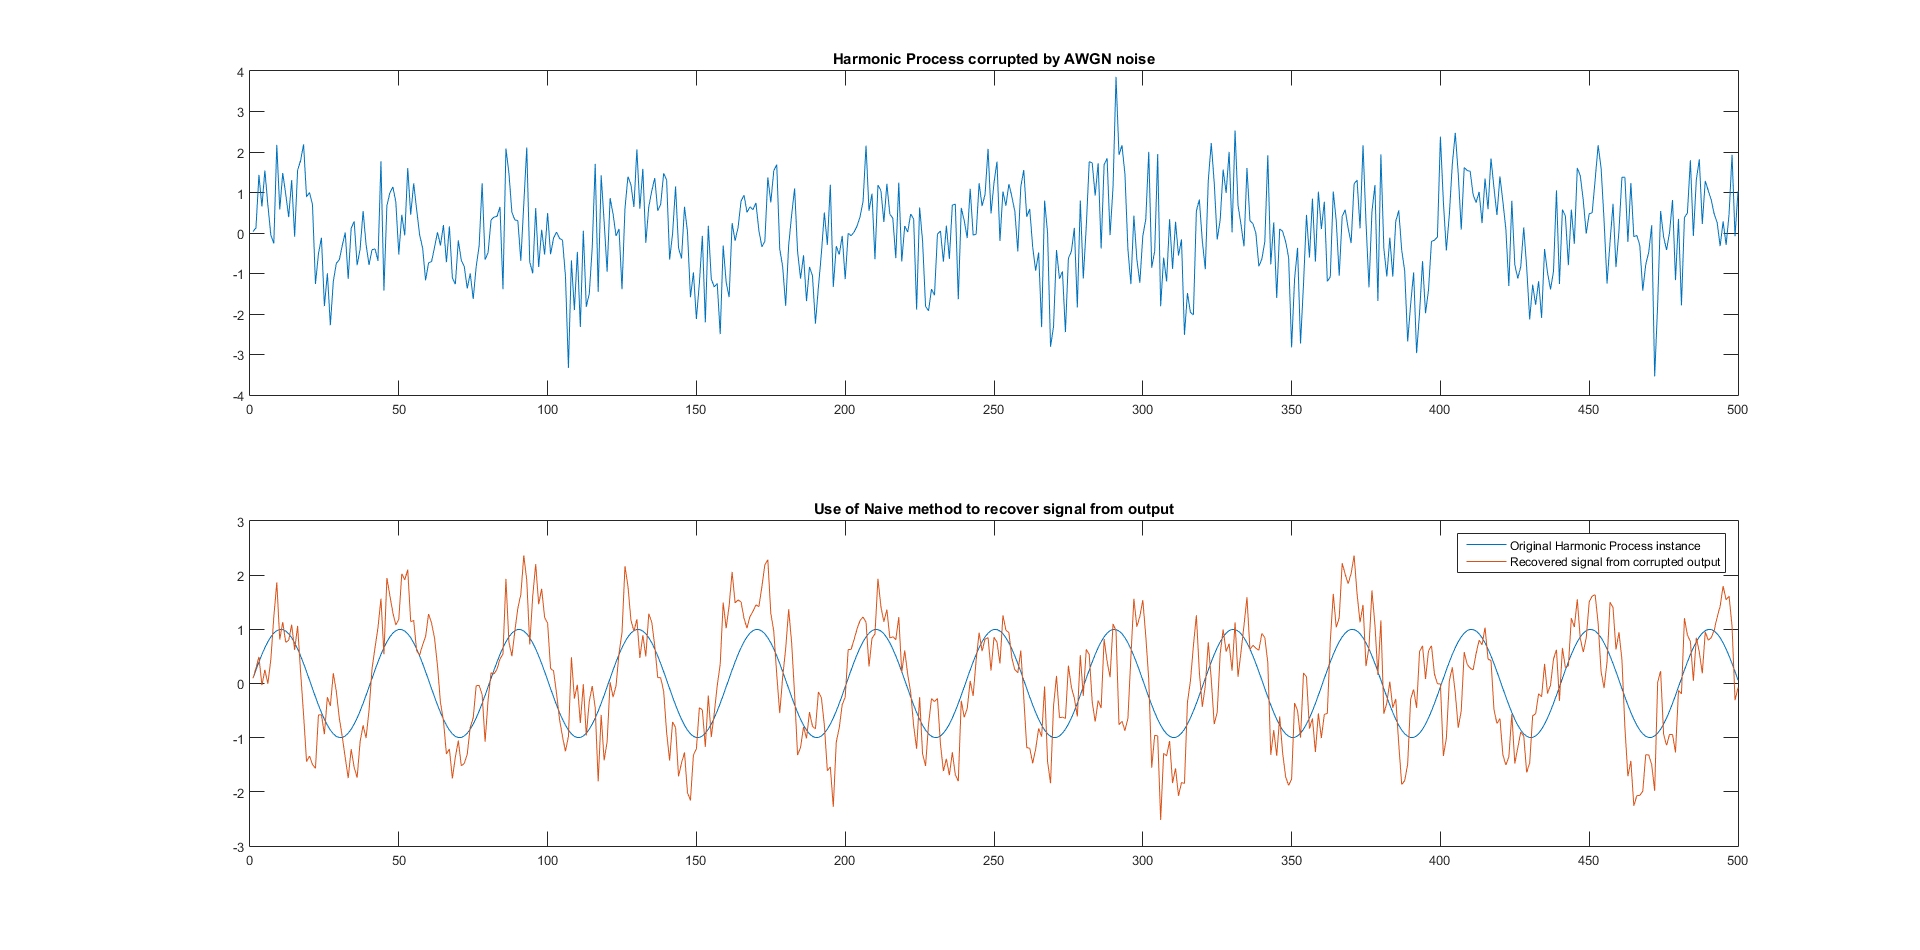 Harmonic Process corrupted by AWGN noise
4
3
2
1
0
-1
-2
-3
-4
0 50 100 150 200 250 300 350 400 450 500
Use of Naive method to recover signal from output
3
2
1
0
-1
-2
-3
Original Harmonic Process instance
Recovered signal from corrupted output
0 50 100 150 200 250 300 350 400 450 500